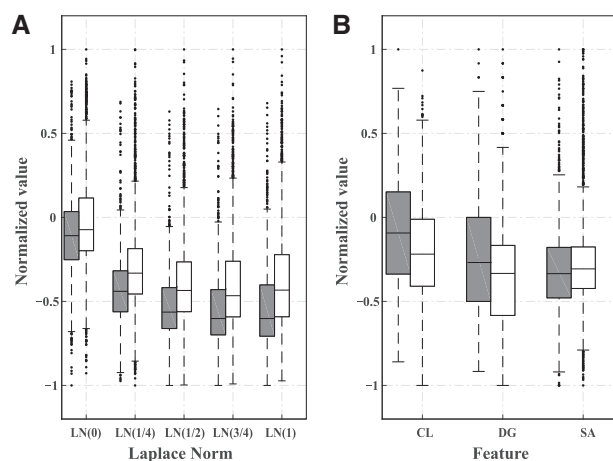 A
Normalized value
1
0.5
0
−0.5
−1
LN(0) LN(1/4) LN(1/2) LN(3/4) LN(1)
Laplace Norm
B
Normalized value
1
0.5
0
−0.5
−1
CL DG SA
Feature